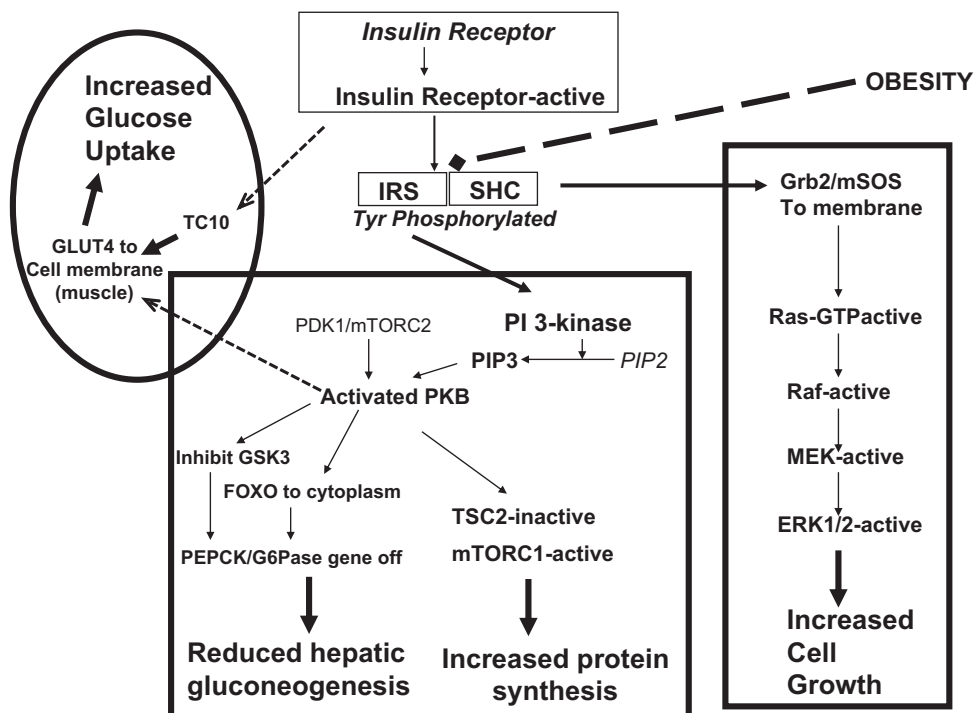 Insulin Receptor
Insulin Receptor-active
OBESITY
Increased
Glucose
Uptake
TC10
GLUT4 to
Cell membrane
(muscle)
IRS
SHC
Tyr Phosphorylated
Grb2/mSOS
To membrane
Ras-GTPactive
Raf-active
MEK-active
ERK1/2-active
Increased
Cell
Growth
PDK1/mTORC2
PI 3-kinase
PIP3
PIP2
Activated PKB
Inhibit GSK3
FOXO to cytoplasm
PEPCK/G6Pase gene off
Reduced hepatic
gluconeogenesis
TSC2-inactive
mTORC1-active
Increased protein
synthesis